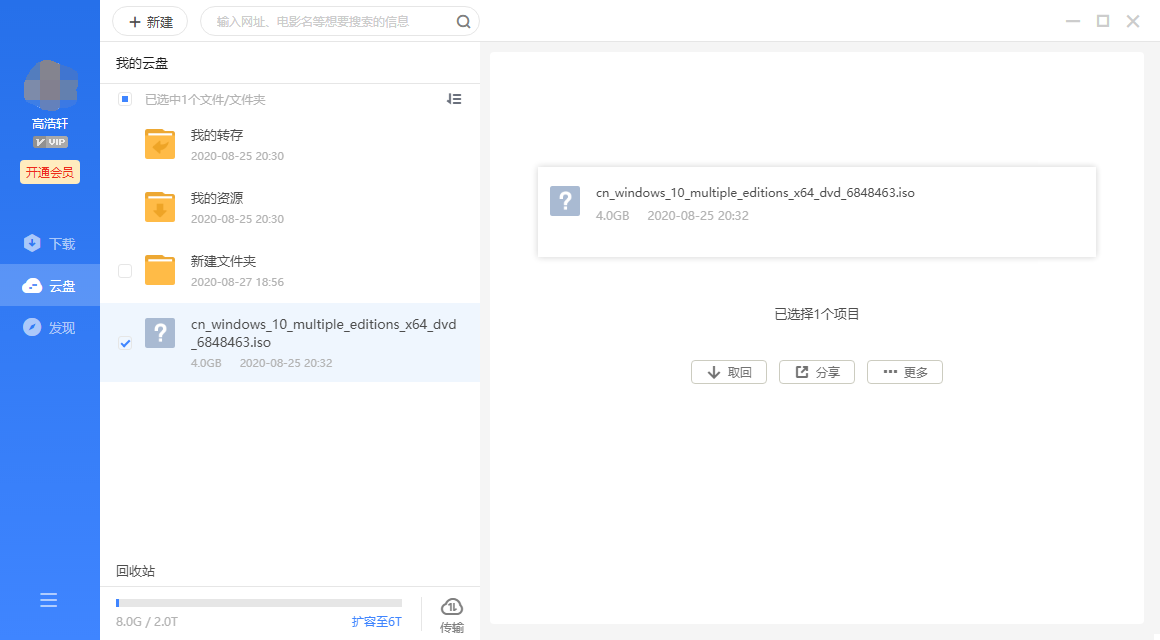 新建
输入网址、电影名等想要搜索的信息
高浩轩
VIP
开通会员
下载
云盘
发现
我的云盘
已选中1个文件/文件夹
我的转存
2020-08-25 20:30
我的资源
2020-08-25 20:30
新建文件夹
2020-08-27 18:56
cn_windows_10_multiple_editions_x64_dvd
_6848463.iso
4.0GB 2020-08-25 20:32
回收站
8.0G / 2.0T
扩容至6T
传输
cn_windows_10_multiple_editions_x64_dvd_6848463.iso
4.0GB 2020-08-25 20:32
已选择1个项目
取回 分享 更多